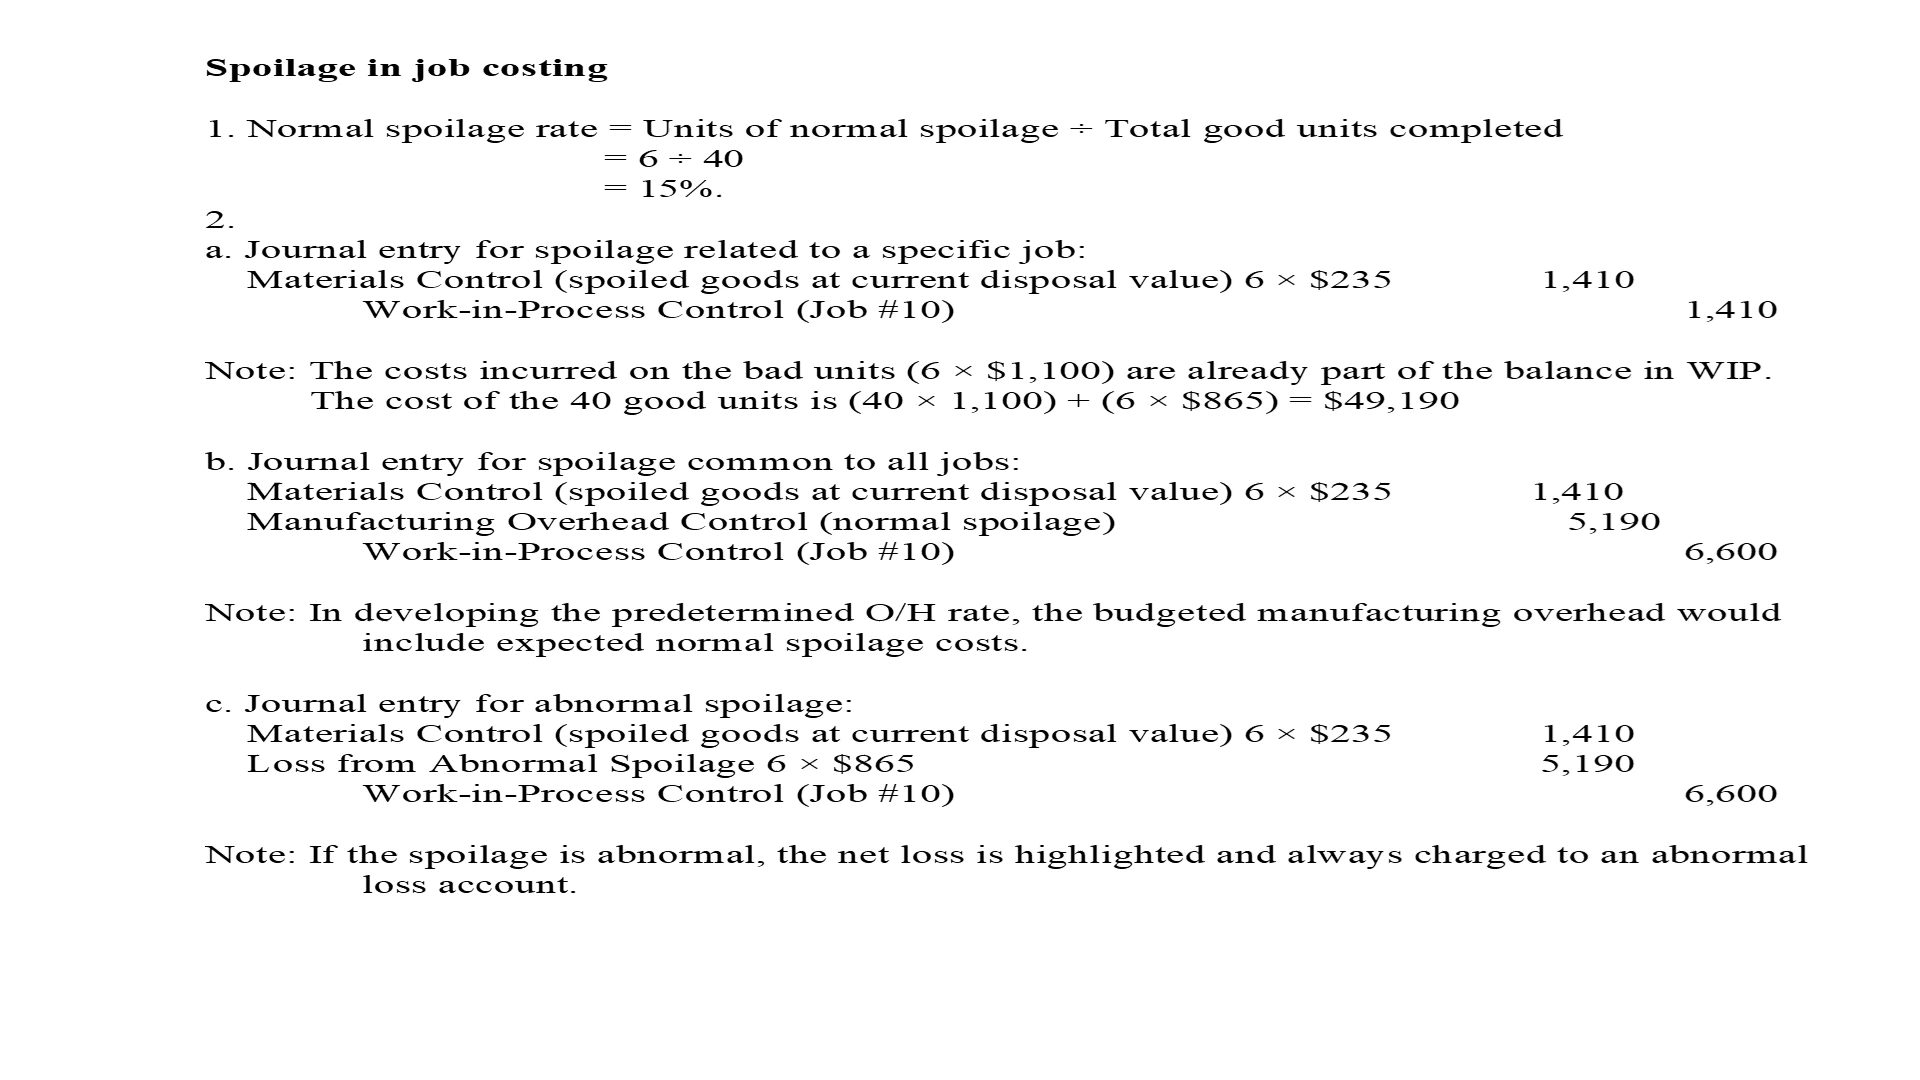 Spoilage in job costing
1. Normal spoilage rate = Units of normal spoilage ÷ Total good units completed
= 6 ÷ 40
= 15%.
2.
a. Journal entry for spoilage related to a specific job:
Materials Control (spoiled goods at current disposal value) 6 × $235 1,410
Work-in-Process Control (Job #10) 1,410
Note: The costs incurred on the bad units (6 × $1,100) are already part of the balance in WIP.
The cost of the 40 good units is (40 × 1,100) + (6 × $865) = $49,190
b. Journal entry for spoilage common to all jobs:
Materials Control (spoiled goods at current disposal value) 6 × $235 1,410
Manufacturing Overhead Control (normal spoilage) 5,190
Work-in-Process Control (Job #10) 6,600
Note: In developing the predetermined O/H rate, the budgeted manufacturing overhead would
include expected normal spoilage costs.
c. Journal entry for abnormal spoilage:
Materials Control (spoiled goods at current disposal value) 6 × $235 1,410
Loss from Abnormal Spoilage 6 × $865 5,190
Work-in-Process Control (Job #10) 6,600
Note: If the spoilage is abnormal, the net loss is highlighted and always charged to an abnormal
loss account.